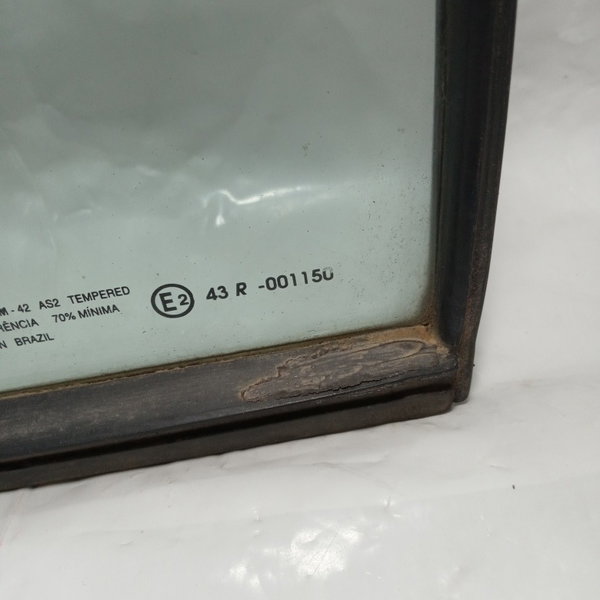 M - 42 AS2 TEMPERED
RÊNCIA 70% MÍNIMA
N BRAZIL
E2 43 R -001150